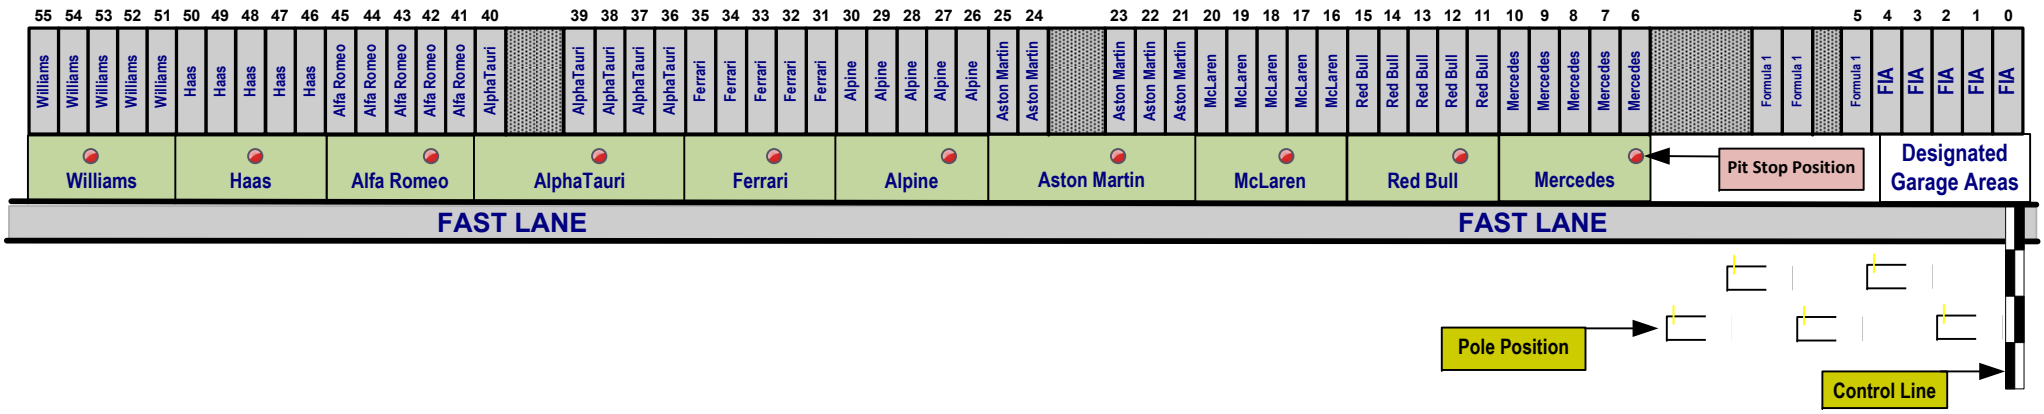 55 54 53 52 51 50 49 48 47 46 45 44 43 42 41 40 39 38 37 36 35 34 33 32 31 30 29 28 27 26 25 24 23 22 21 20 19 18 17 16 15 14 13 12 11 10 9 8 7 6 5 4 3 2 1 0
Williams Williams Williams Williams Williams Haas Haas Haas Haas Haas Alfa Romeo Alfa Romeo Alfa Romeo Alfa Romeo Alfa Romeo AlphaTauri AlphaTauri AlphaTauri AlphaTauri AlphaTauri Ferrari Ferrari Ferrari Ferrari Ferrari Alpine Alpine Alpine Alpine Alpine Aston Martin Aston Martin Aston Martin Aston Martin Aston Martin McLaren McLaren McLaren McLaren McLaren Red Bull Red Bull Red Bull Red Bull Red Bull Mercedes Mercedes Mercedes Mercedes Mercedes Formula 1 Formula 1 Formula 1 FIA FIA FIA FIA FIA
Williams Haas Alfa Romeo AlphaTauri Ferrari Alpine Aston Martin McLaren Red Bull Mercedes
Pit Stop Position
Designated
Garage Areas
FAST LANE FAST LANE
Pole Position
Control Line